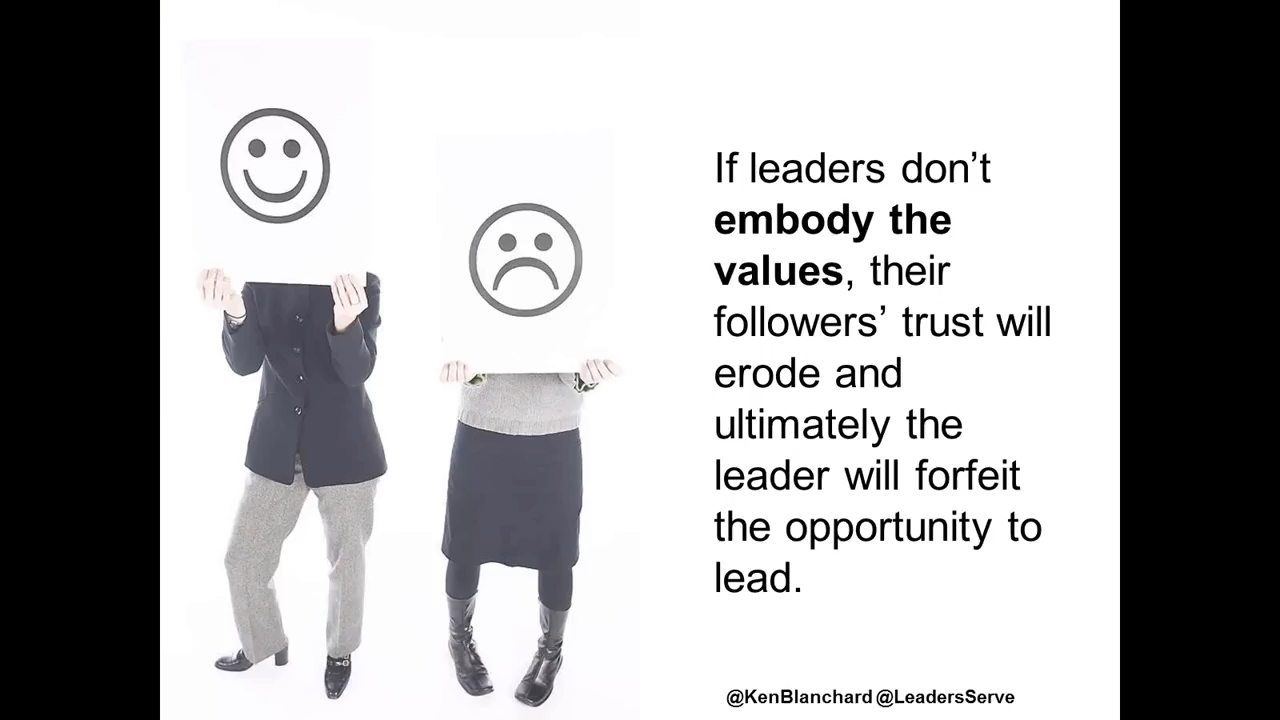 If leaders don’t
embody the
values, their
followers’ trust will
erode and
ultimately the
leader will forfeit
the opportunity to
lead.
@KenBlanchard @LeadersServe